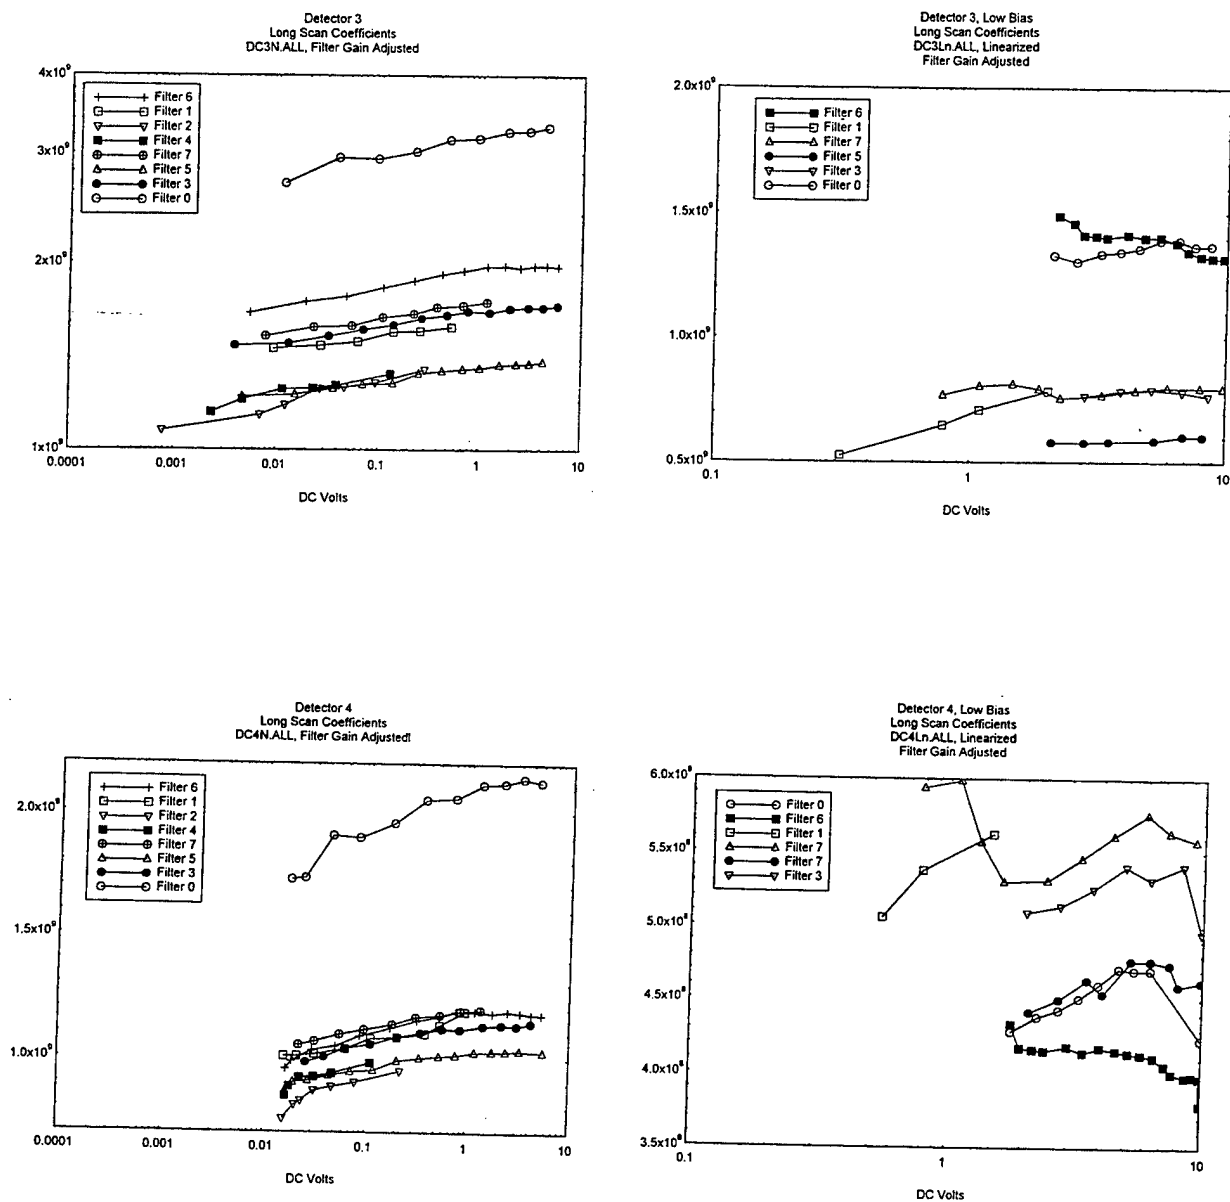 Detector 3
Long Scan Coefficients
DC3N.ALL, Filter Gain Adjusted
4x10⁹
3x10⁹
2x10⁹
1x10⁹
Filter 6
Filter 1
Filter 2
Filter 4
Filter 7
Filter 5
Filter 3
Filter 0
0.0001
0.001
0.01
0.1
1
10
DC Volts
Detector 3, Low Bias
Long Scan Coefficients
DC3Ln.ALL, Linearized
Filter Gain Adjusted
2.0x10⁹
1.5x10⁹
1.0x10⁹
0.5x10⁹
Filter 6
Filter 1
Filter 7
Filter 5
Filter 3
Filter 0
0.1
1
10
DC Volts
Detector 4
Long Scan Coefficients
DC4N.ALL, Filter Gain Adjusted
2.0x10⁹
1.5x10⁹
1.0x10⁹
Filter 6
Filter 1
Filter 2
Filter 4
Filter 7
Filter 5
Filter 3
Filter 0
0.0001
0.001
0.01
0.1
1
10
DC Volts
Detector 4, Low Bias
Long Scan Coefficients
DC4Ln.ALL, Linearized
Filter Gain Adjusted
6.0x10⁸
5.5x10⁸
5.0x10⁸
4.5x10⁸
4.0x10⁸
3.5x10⁸
Filter 0
Filter 6
Filter 1
Filter 7
Filter 7
Filter 3
0.1
1
10
DC Volts